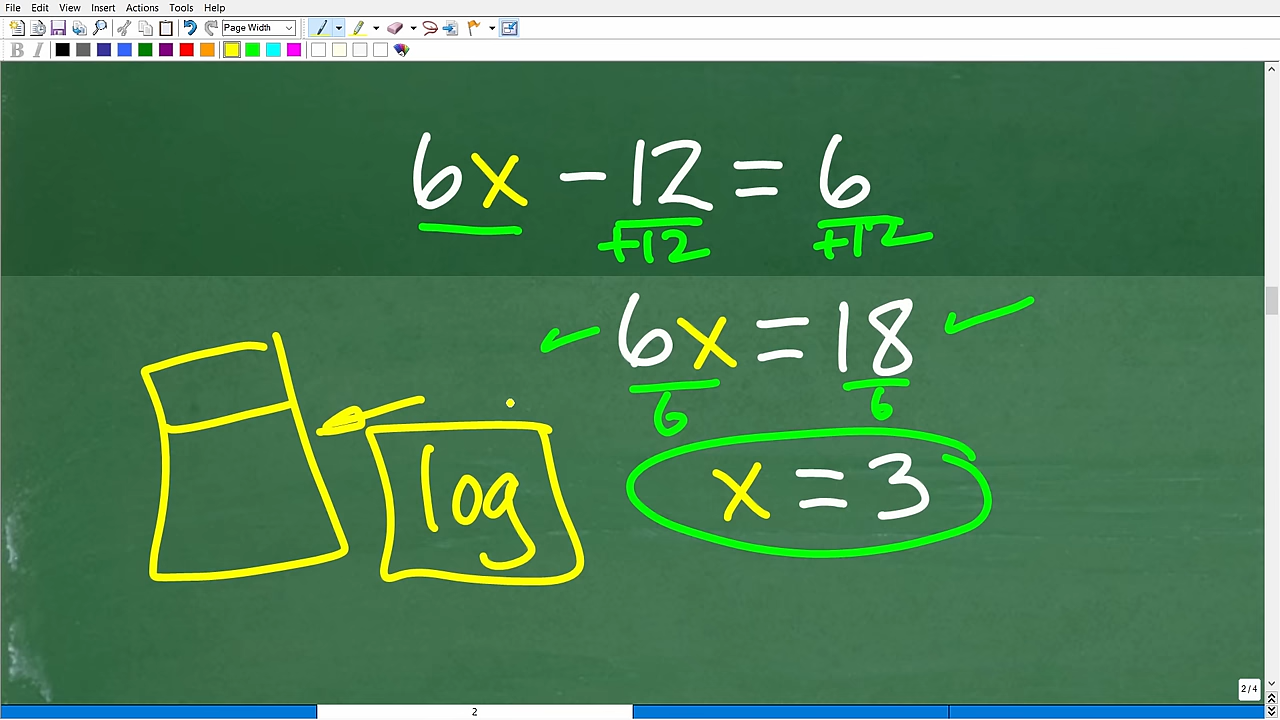 File Edit View Insert Actions Tools Help
Page Width
B I
6x - 12 = 6
+12 +12
6x = 18
6 6
log
x = 3
2/4
2